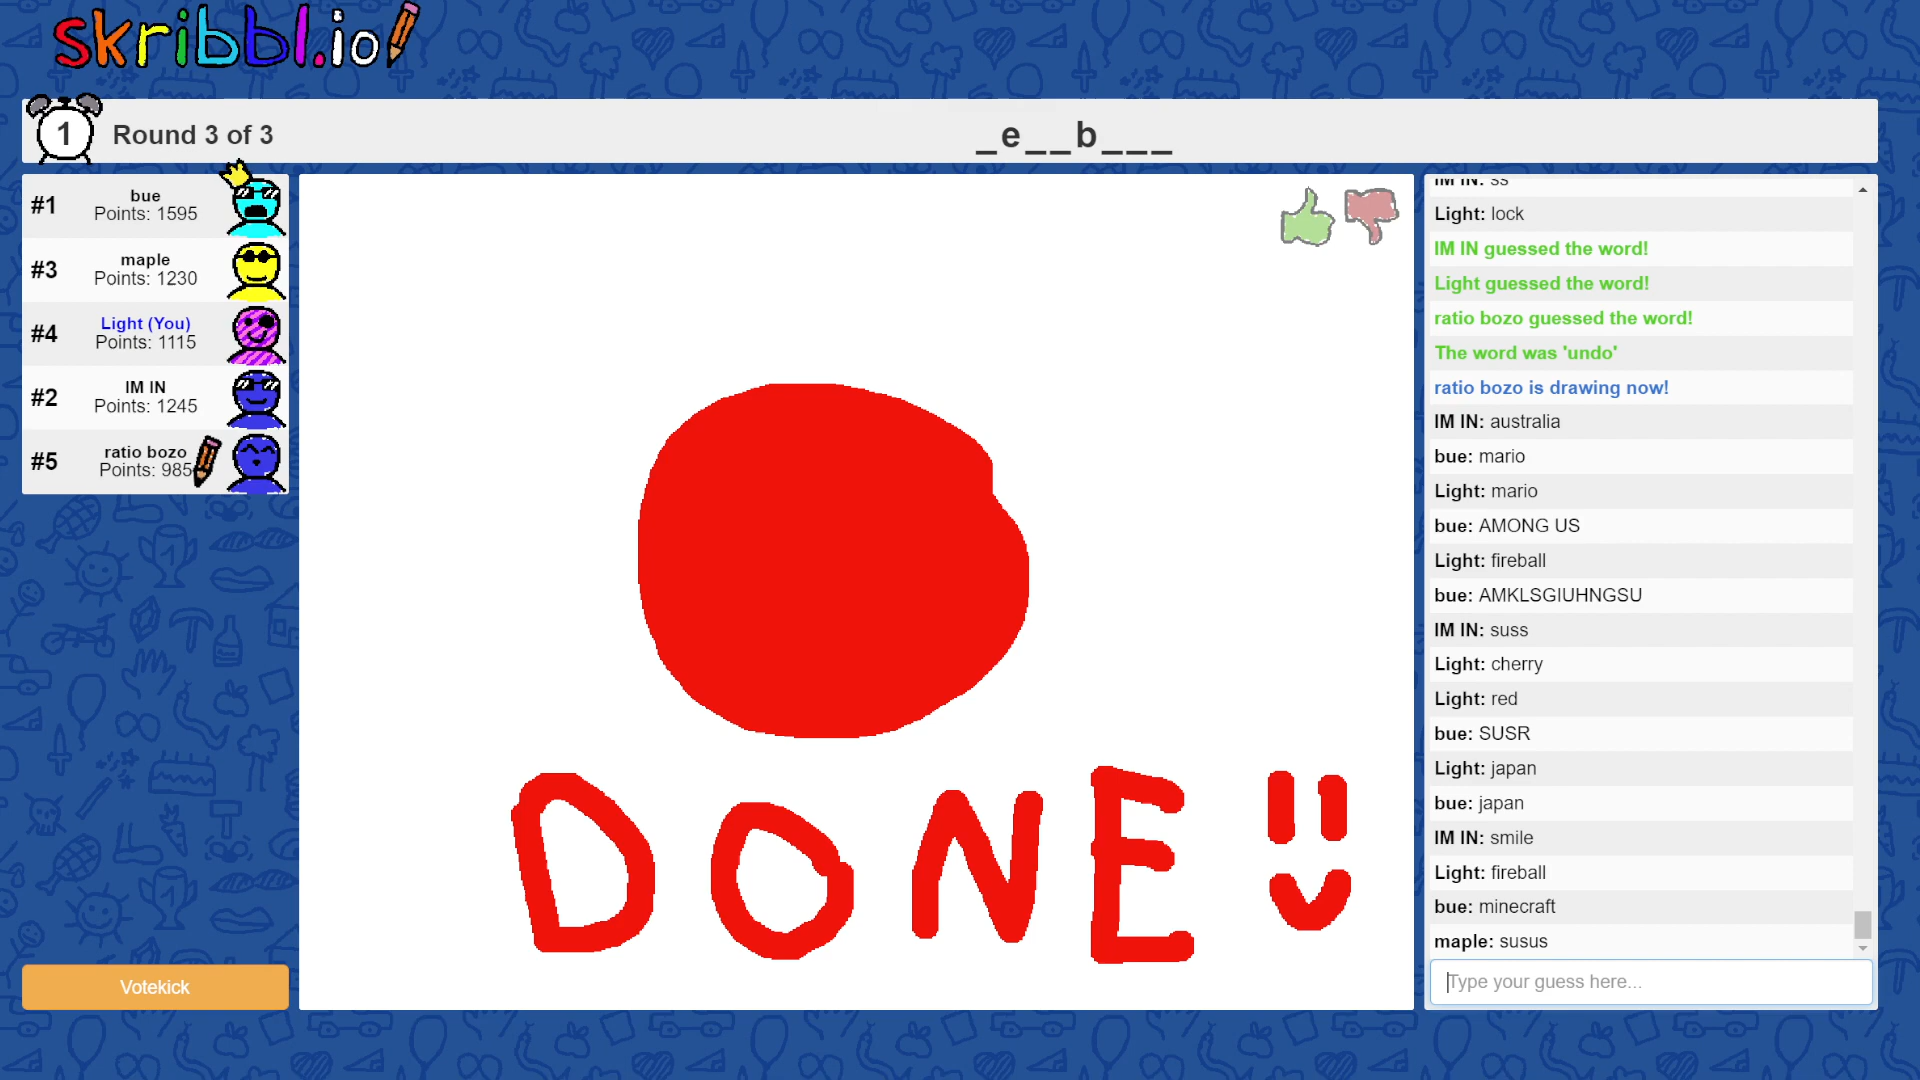 skribbl.io
1
Round 3 of 3
_e__b___
#1
bue
Points: 1595
#3
maple
Points: 1230
#4
Light (You)
Points: 1115
#2
IM IN
Points: 1245
#5
ratio bozo
Points: 985
Votekick
DONE
IM IN: ss
Light: lock
IM IN guessed the word!
Light guessed the word!
ratio bozo guessed the word!
The word was 'undo'
ratio bozo is drawing now!
IM IN: australia
bue: mario
Light: mario
bue: AMONG US
Light: fireball
bue: AMKLSGIUHNGSU
IM IN: suss
Light: cherry
Light: red
bue: SUSR
Light: japan
bue: japan
IM IN: smile
Light: fireball
bue: minecraft
maple: susus
Type your guess here...